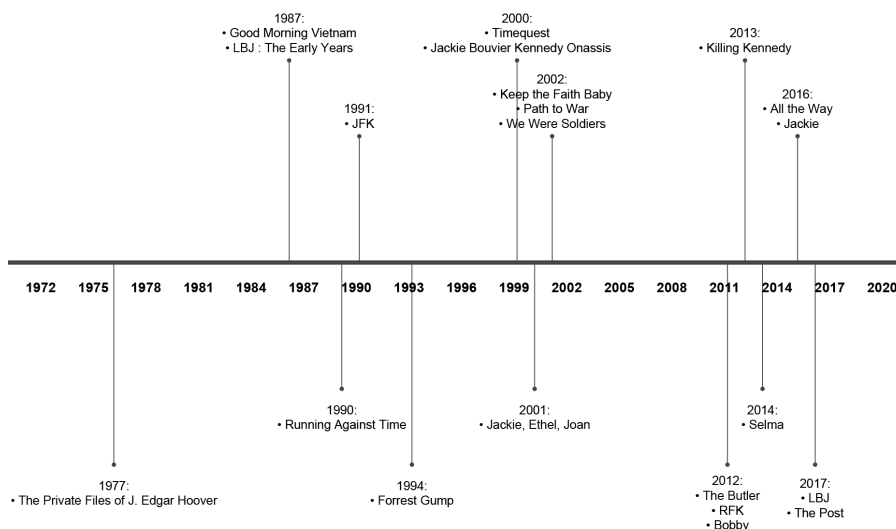 1987:
• Good Morning Vietnam
• LBJ : The Early Years
2000:
• Timequest
• Jackie Bouvier Kennedy Onassis
2013:
• Killing Kennedy
1991:
• JFK
2002:
• Keep the Faith Baby
• Path to War
• We Were Soldiers
2016:
• All the Way
• Jackie
1972 1975 1978 1981 1984 1987 1990 1993 1996 1999 2002 2005 2008 2011 2014 2017 2020
1990:
• Running Against Time
2001:
• Jackie, Ethel, Joan
2014:
• Selma
1977:
• The Private Files of J. Edgar Hoover
1994:
• Forrest Gump
2012:
• The Butler
• RFK
• Bobby
2017:
• LBJ
• The Post